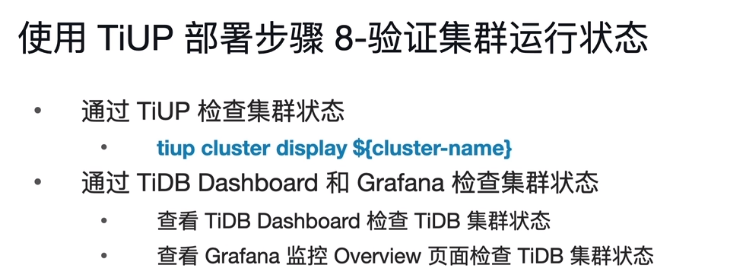 使用 TiUP 部署步骤 8-验证集群运行状态
• 通过 TiUP 检查集群状态
• tiup cluster display ${cluster-name}
• 通过 TiDB Dashboard 和 Grafana 检查集群状态
• 查看 TiDB Dashboard 检查 TiDB 集群状态
• 查看 Grafana 监控 Overview 页面检查 TiDB 集群状态